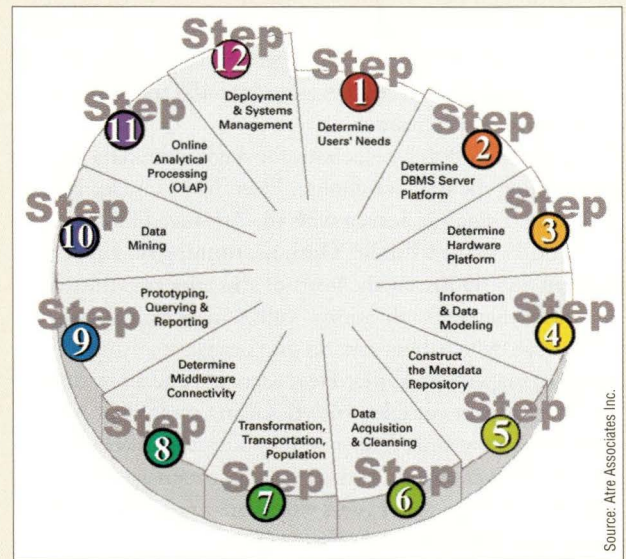 Step
1
Determine
Users' Needs
Step
2
Determine
DBMS Server
Platform
Step
3
Determine
Hardware
Platform
Step
4
Information
& Data
Modeling
Step
5
Construct
the Metadata
Repository
Step
6
Data
Acquisition
& Cleansing
Step
7
Transformation,
Transportation,
Population
Step
8
Determine
Middleware
Connectivity
Step
9
Prototyping,
Querying &
Reporting
Step
10
Data
Mining
Step
11
Online
Analytical
Processing
(OLAP)
Step
12
Deployment
& Systems
Management
Source: Atre Associates Inc.